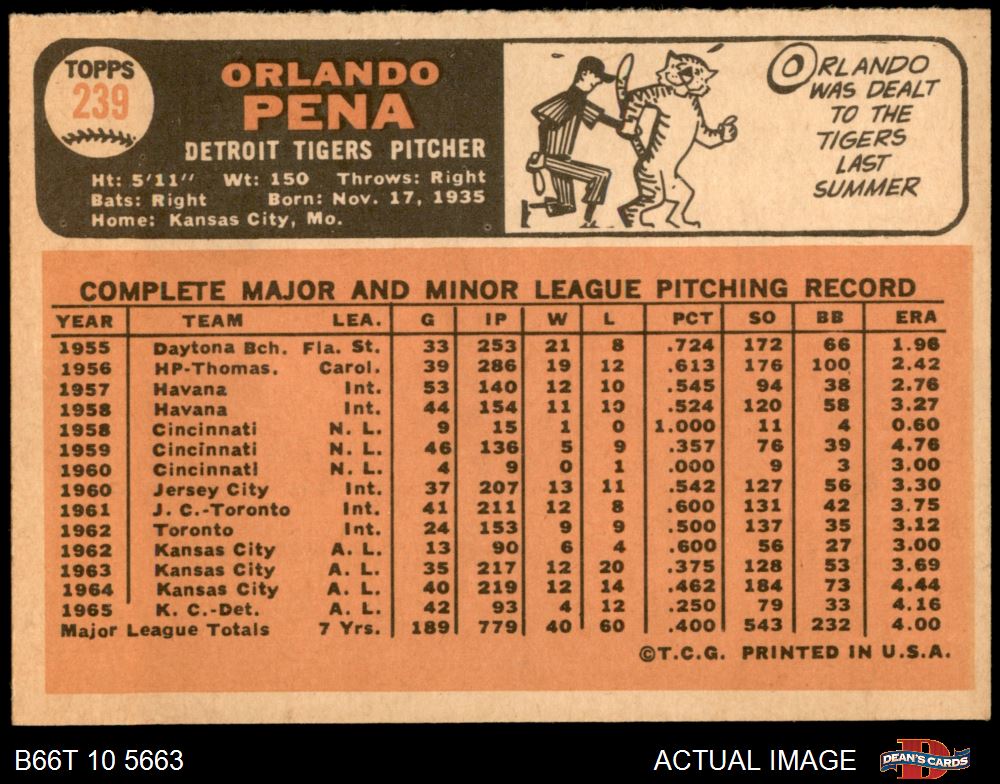 TOPPS
239
ORLANDO
PENA
DETROIT TIGERS PITCHER
Ht: 5'11" Wt: 150 Throws: Right
Bats: Right Born: Nov. 17, 1935
Home: Kansas City, Mo.
ORLANDO
WAS DEALT
TO THE
TIGERS
LAST
SUMMER
COMPLETE MAJOR AND MINOR LEAGUE PITCHING RECORD
YEAR TEAM LEA. G IP W L PCT SO BB ERA
1955 Daytona Bch. Fla. St. 33 253 21 8 .724 172 66 1.96
1956 HP-Thomas. Carol. 39 286 19 12 .613 176 100 2.42
1957 Havana Int. 53 140 12 10 .545 94 38 2.76
1958 Havana Int. 44 154 11 10 .524 120 58 3.27
1958 Cincinnati N. L. 9 15 1 0 1.000 11 4 0.60
1959 Cincinnati N. L. 46 136 5 9 .357 76 39 4.76
1960 Cincinnati N. L. 4 9 0 1 .000 9 3 3.00
1960 Jersey City Int. 37 207 13 11 .542 127 56 3.30
1961 J. C.-Toronto Int. 41 211 12 8 .600 131 42 3.75
1962 Toronto Int. 24 153 9 9 .500 137 35 3.12
1962 Kansas City A. L. 13 90 6 4 .600 56 27 3.00
1963 Kansas City A. L. 35 217 12 20 .375 128 53 3.69
1964 Kansas City A. L. 40 219 12 14 .462 184 73 4.44
1965 K. C.-Det. A. L. 42 93 4 12 .250 79 33 4.16
Major League Totals 7 Yrs. 189 779 40 60 .400 543 232 4.00
©T.C.G. PRINTED IN U.S.A.
B66T 10 5663
ACTUAL IMAGE
DEAN'S CARDS